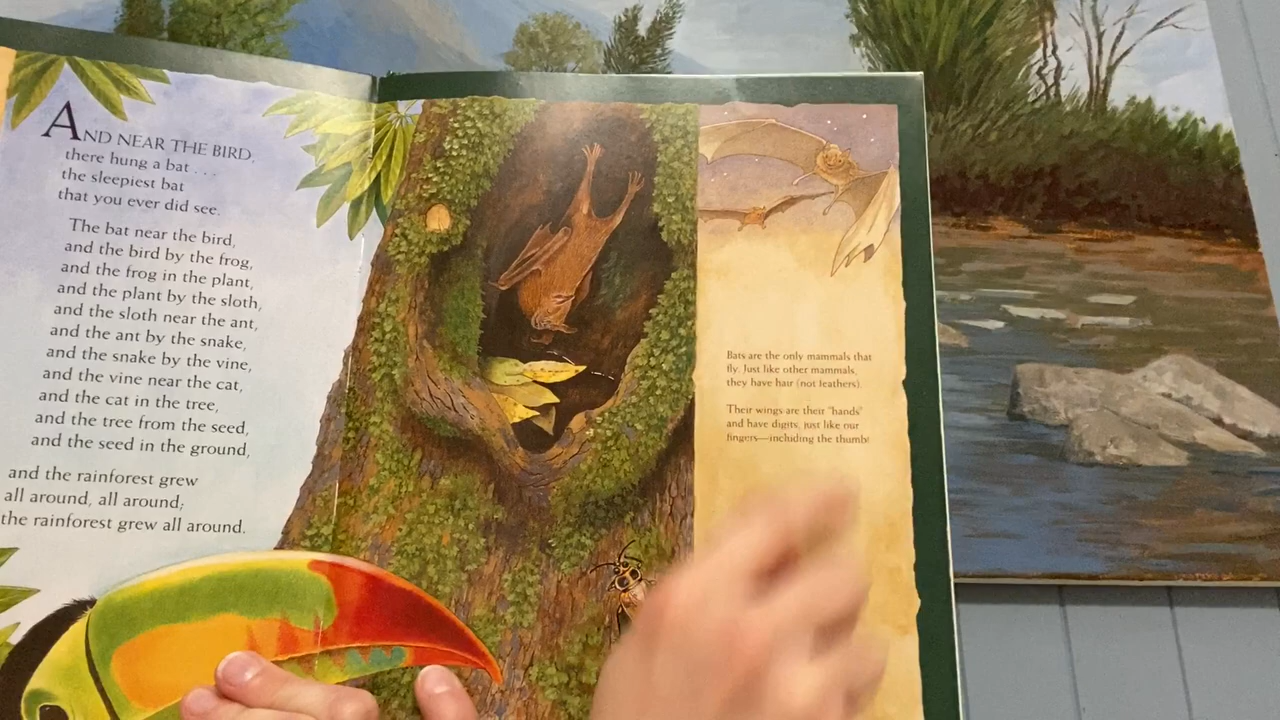 AND NEAR THE BIRD,
there hung a bat . . .
the sleepiest bat
that you ever did see.
The bat near the bird,
and the bird by the frog,
and the frog in the plant,
and the plant by the sloth,
and the sloth near the ant,
and the ant by the snake,
and the snake by the vine,
and the vine near the cat,
and the cat in the tree,
and the tree from the seed,
and the seed in the ground,
and the rainforest grew
all around, all around;
the rainforest grew all around.
Bats are the only mammals that
fly. Just like other mammals,
they have hair (not feathers).
Their wings are their "hands"
and have digits, just like our
fingers—including the thumb!